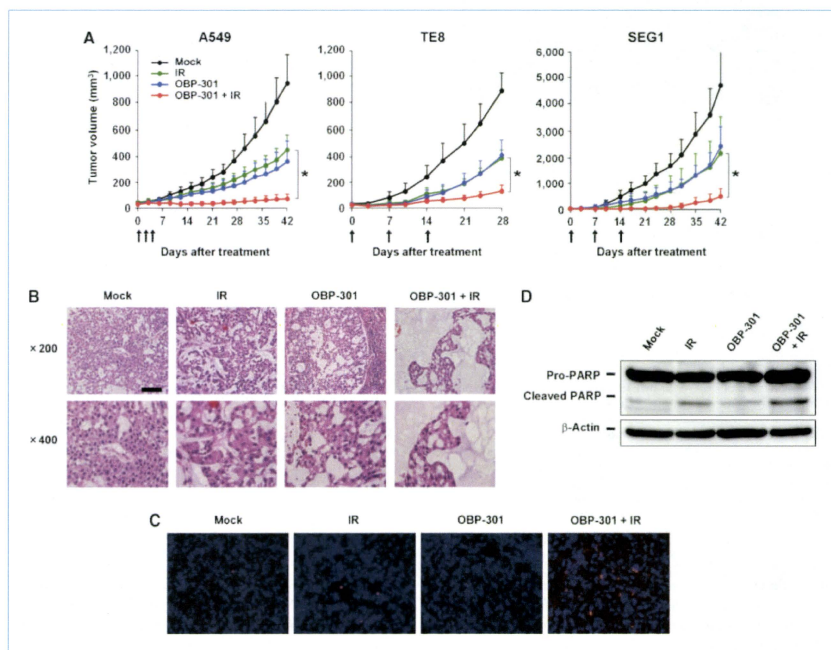 A
A549
TE8
SEG1
Mock
IR
OBP-301
OBP-301 + IR
Tumor volume (mm³)
1,200
1,000
800
600
400
200
0
0 7 14 21 28 35 42
Days after treatment
1,200
1,000
800
600
400
200
0
0 7 14 21 28
Days after treatment
6,000
5,000
4,000
3,000
2,000
1,000
0
0 7 14 21 28 35 42
Days after treatment
*
*
*
B
Mock IR OBP-301 OBP-301 + IR
× 200
× 400
D
Mock
IR
OBP-301
OBP-301
+ IR
Pro-PARP
Cleaved PARP
β-Actin
C
Mock IR OBP-301 OBP-301 + IR